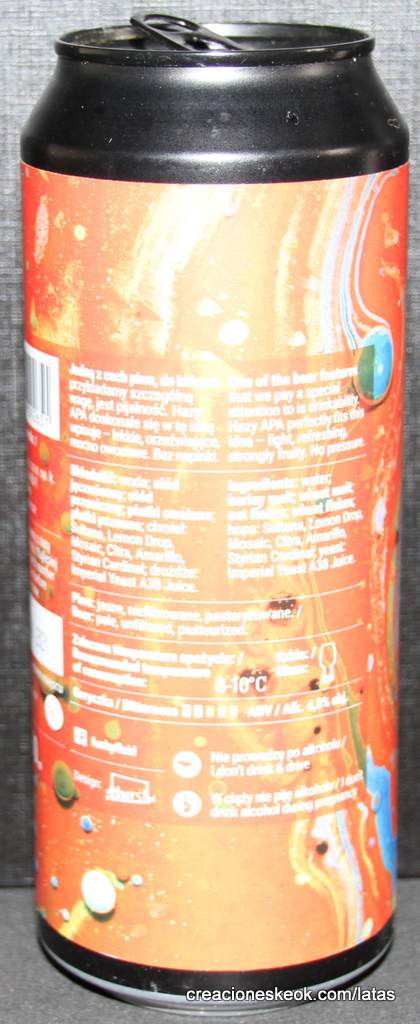 Jedną z cech piwa, do których
przykładamy szczególną
wagę, jest pijalność. Hazy
APA doskonale się w tę ideę
wpisuje – lekkie, orzeźwiające,
mocno owocowe. Bez napinki.
One of the beer features
that we pay a special
attention to is drinkability.
Hazy APA perfectly fits this
idea – light, refreshing,
strongly fruity. No pressure.
Składniki: woda; słód
jęczmienny; słód
pszeniczny; płatki owsiane;
płatki pszenne; chmiel:
Sultana, Lemon Drop,
Mosaic, Citra, Amarillo,
Styrian Cardinal; drożdże:
Imperial Yeast A38 Juice.
Ingredients: water;
barley malt; wheat malt;
oat flakes; wheat flakes;
hops: Sultana, Lemon Drop,
Mosaic, Citra, Amarillo,
Styrian Cardinal; yeast:
Imperial Yeast A38 Juice.
Piwo: jasne, niefiltrowane, pasteryzowane. /
Beer: pale, unfiltered, pasteurized.
Zalecana temperatura spożycia: /
Recommended temperature
of consumption:
8-10°C
Szkło: /
Glass:
Goryczka / Bitterness
ABV / Alk. 4,8% obj.
funkyfluid
Design:
Nie prowadzę po alkoholu /
I don't drink & drive
W ciąży nie piję alkoholu / I don't
drink alcohol during pregnancy
creacioneskeok.com/latas